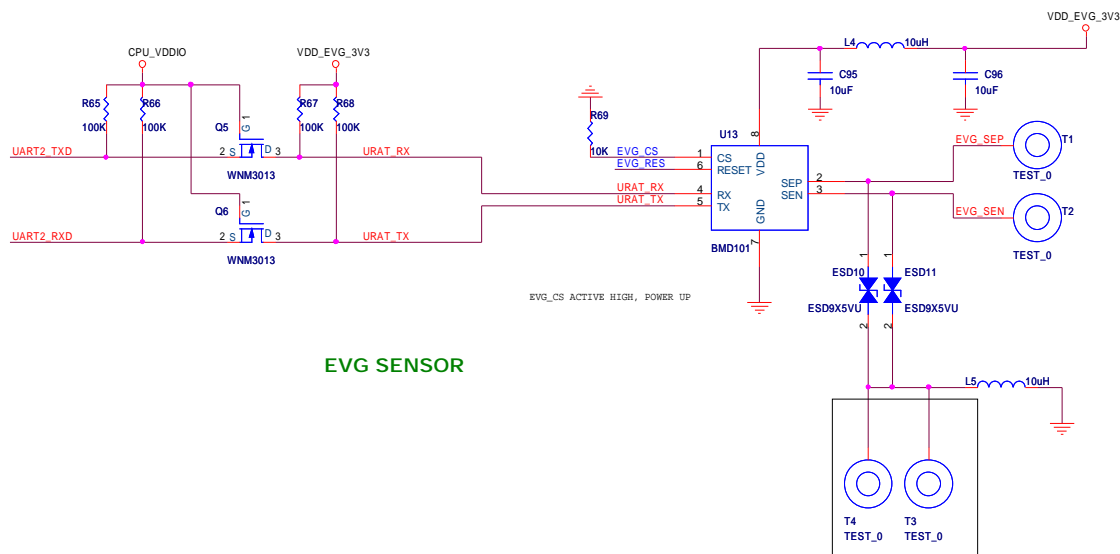 VDD_EVG_3V3
CPU_VDDIO
VDD_EVG_3V3
L4
10uH
C95
10uF
C96
10uF
R65
100K
R66
100K
R67
100K
R68
100K
R69
10K
Q5
G
1
2
S
D
3
WNM3013
UART2_TXD
URAT_RX
U13
8
EVG_CS
EVG_RES
1
6
CS
RESET
VDD
URAT_RX
URAT_TX
4
5
RX
TX
GND
7
BMD101
SEP
SEN
2
3
EVG_SEP
T1
TEST_0
EVG_SEN
T2
TEST_0
Q6
G
1
2
S
D
3
WNM3013
UART2_RXD
URAT_TX
1
1
ESD10
ESD11
ESD9X5VU
ESD9X5VU
2
2
EVG_CS ACTIVE HIGH, POWER UP
EVG SENSOR
L5
10uH
T4
TEST_0
T3
TEST_0